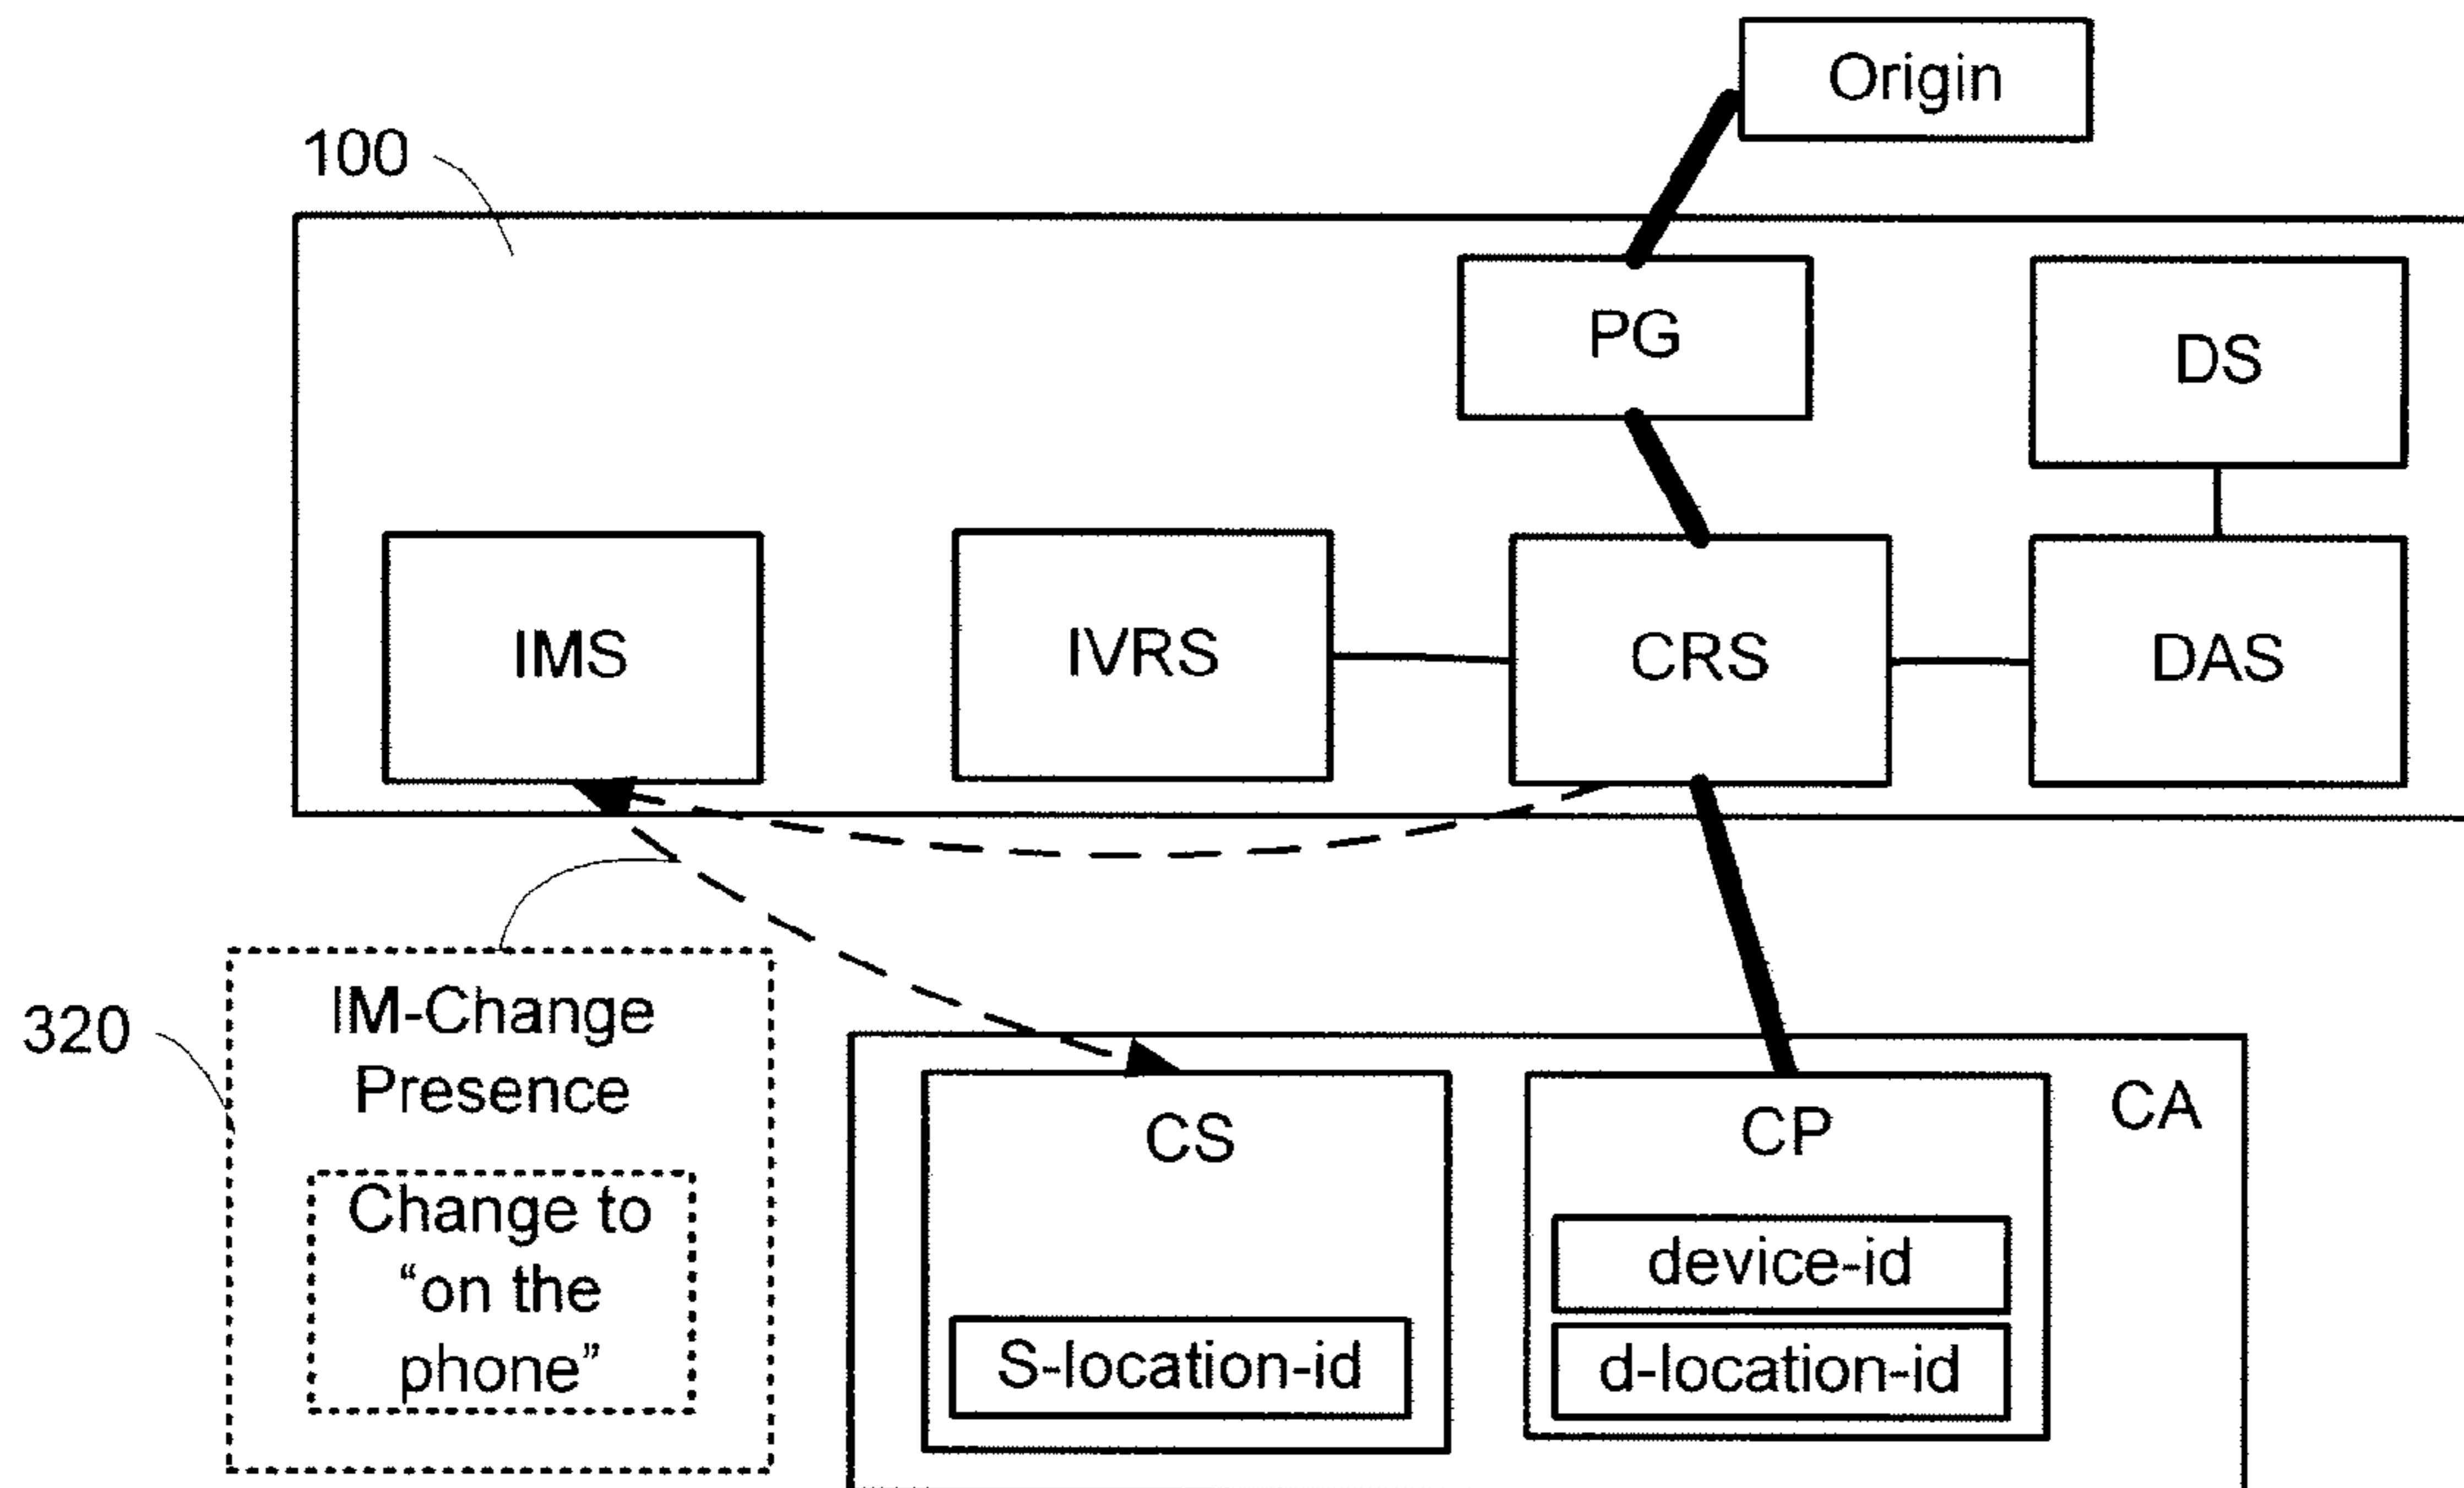 Origin
100
PG
DS
IMS
IVRS
CRS
DAS
320
IM-Change
Presence
Change to
“on the
phone”
CS
S-location-id
CP
device-id
d-location-id
CA